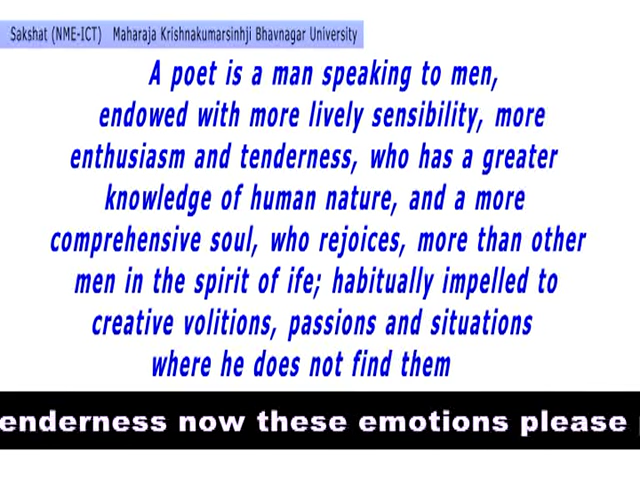 Sakshat (NME-ICT) Maharaja Krishnakumarsinhji Bhavnagar University
A poet is a man speaking to men,
endowed with more lively sensibility, more
enthusiasm and tenderness, who has a greater
knowledge of human nature, and a more
comprehensive soul, who rejoices, more than other
men in the spirit of ife; habitually impelled to
creative volitions, passions and situations
where he does not find them
enderness now these emotions please